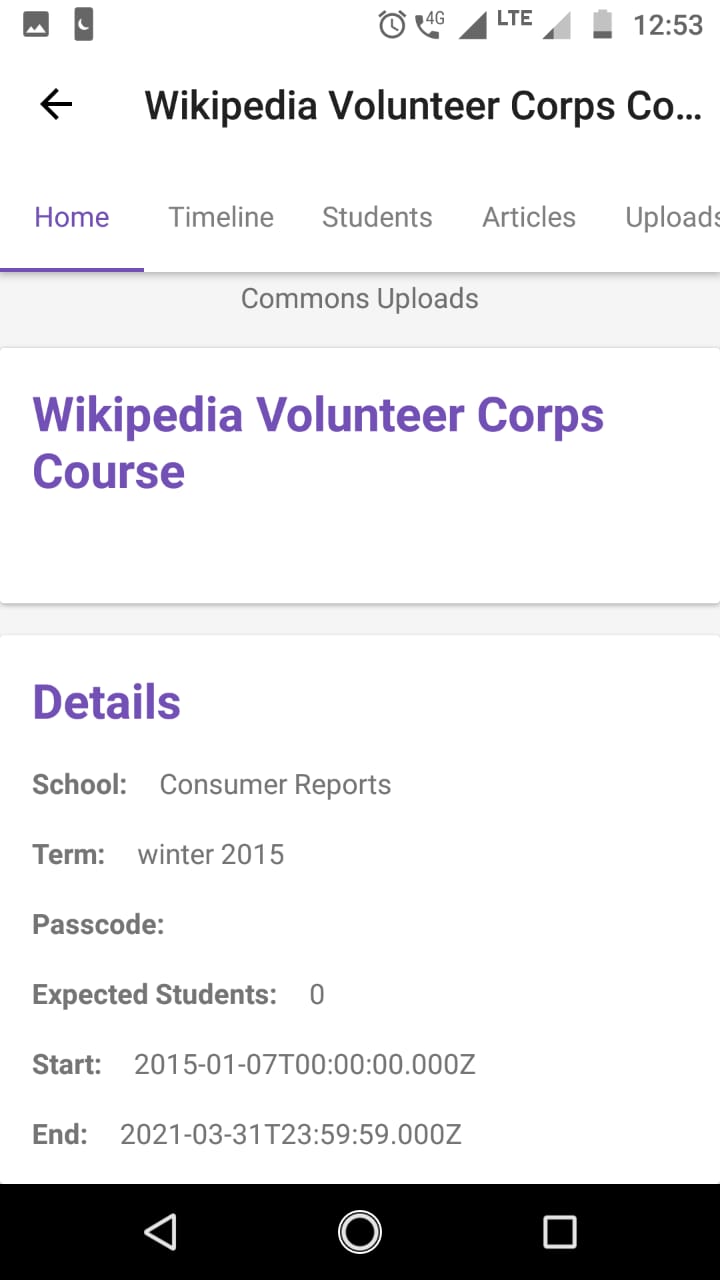 4G LTE 12:53
Wikipedia Volunteer Corps Co...
Home Timeline Students Articles Uploads
Commons Uploads
Wikipedia Volunteer Corps
Course
Details
School: Consumer Reports
Term: winter 2015
Passcode:
Expected Students: 0
Start: 2015-01-07T00:00:00.000Z
End: 2021-03-31T23:59:59.000Z